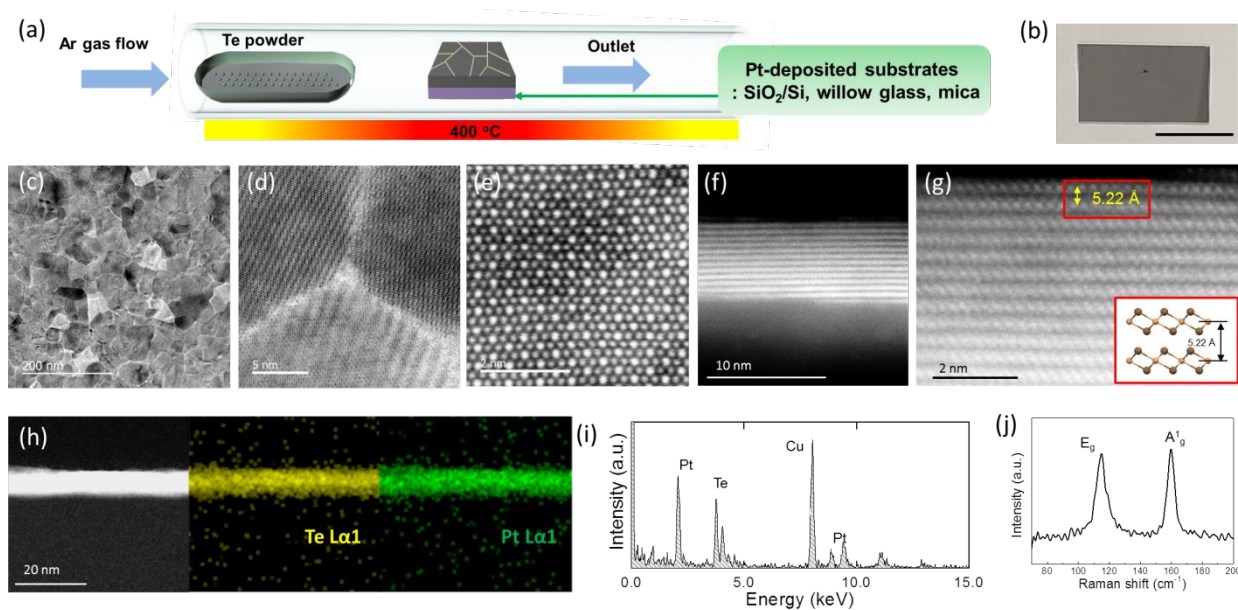 (a)
Ar gas flow
Te powder
Outlet
Pt-deposited substrates
: SiO₂/Si, willow glass, mica
400 °C
(b)
(c)
200 nm
(d)
5 nm
(e)
2 nm
(f)
10 nm
(g)
5.22 Å
2 nm
5.22 Å
(h)
20 nm
Te Lα1
Pt Lα1
(i)
Intensity (a.u.)
Pt
Te
Cu
Pt
0.0 5.0 10.0 15.0
Energy (keV)
(j)
Intensity (a.u.)
E_g
A¹_g
80 100 120 140 160 180 200
Raman shift (cm⁻¹)